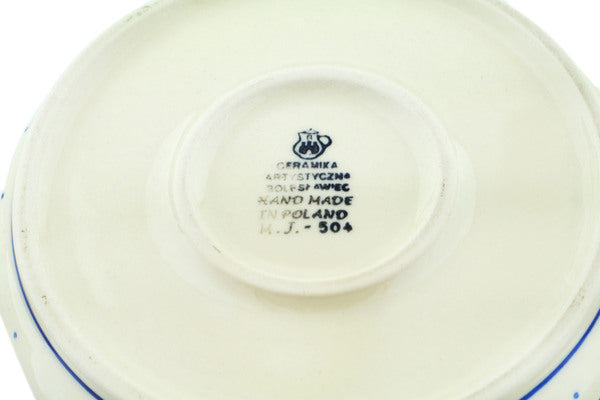 CERAMIKA
ARTYSTYCZNA
BOLESŁAWIEC
HAND MADE
IN POLAND
M.J.-504